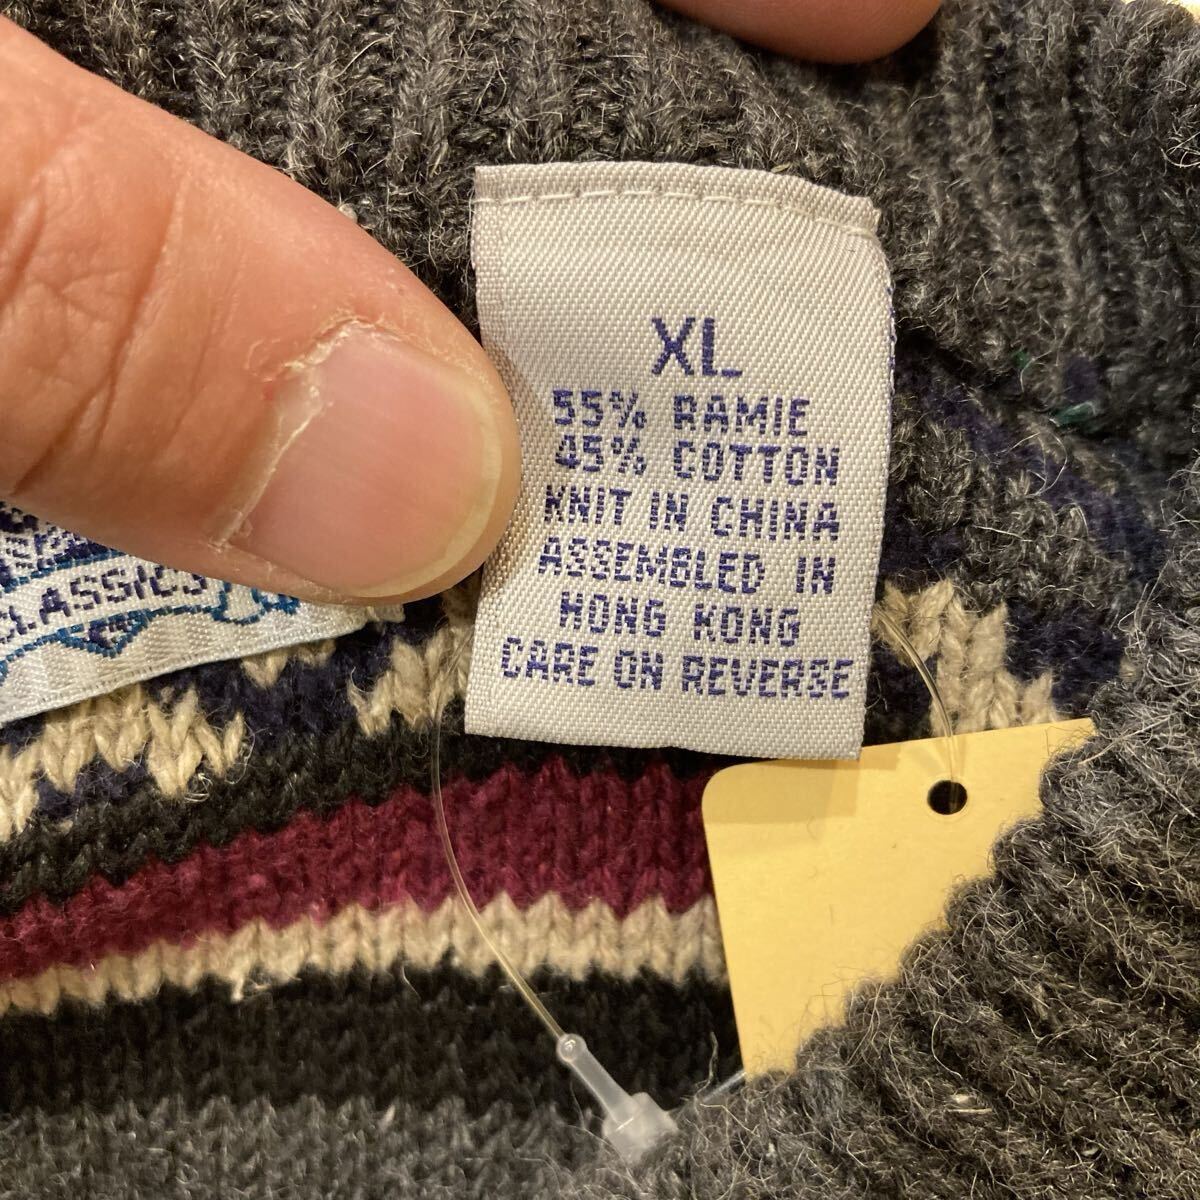 XL
55% RAMIE
45% COTTON
KNIT IN CHINA
ASSEMBLED IN
HONG KONG
CARE ON REVERSE
CLASSICS